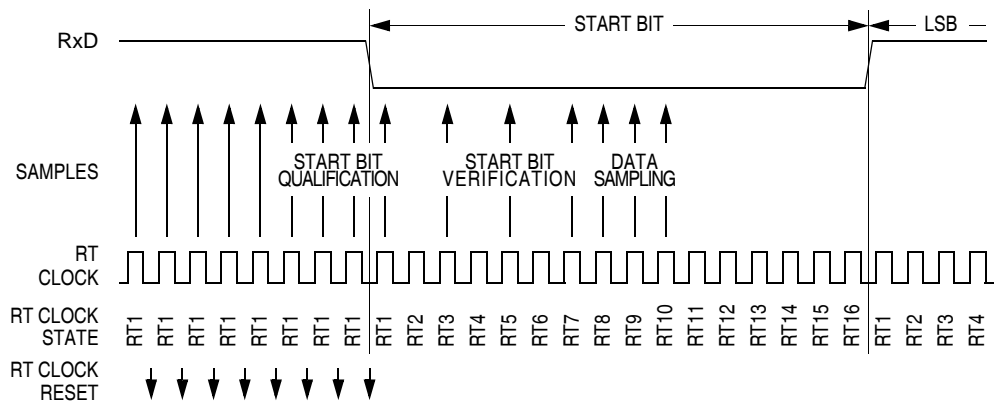 START BIT LSB
RxD
SAMPLES
START BIT
QUALIFICATION
START BIT
VERIFICATION
DATA
SAMPLING
RT
CLOCK
RT CLOCK
STATE
RT1 RT1 RT1 RT1 RT1 RT1 RT1 RT1 RT1 RT2 RT3 RT4 RT5 RT6 RT7 RT8 RT9 RT10 RT11 RT12 RT13 RT14 RT15 RT16 RT1 RT2 RT3 RT4
RT CLOCK
RESET